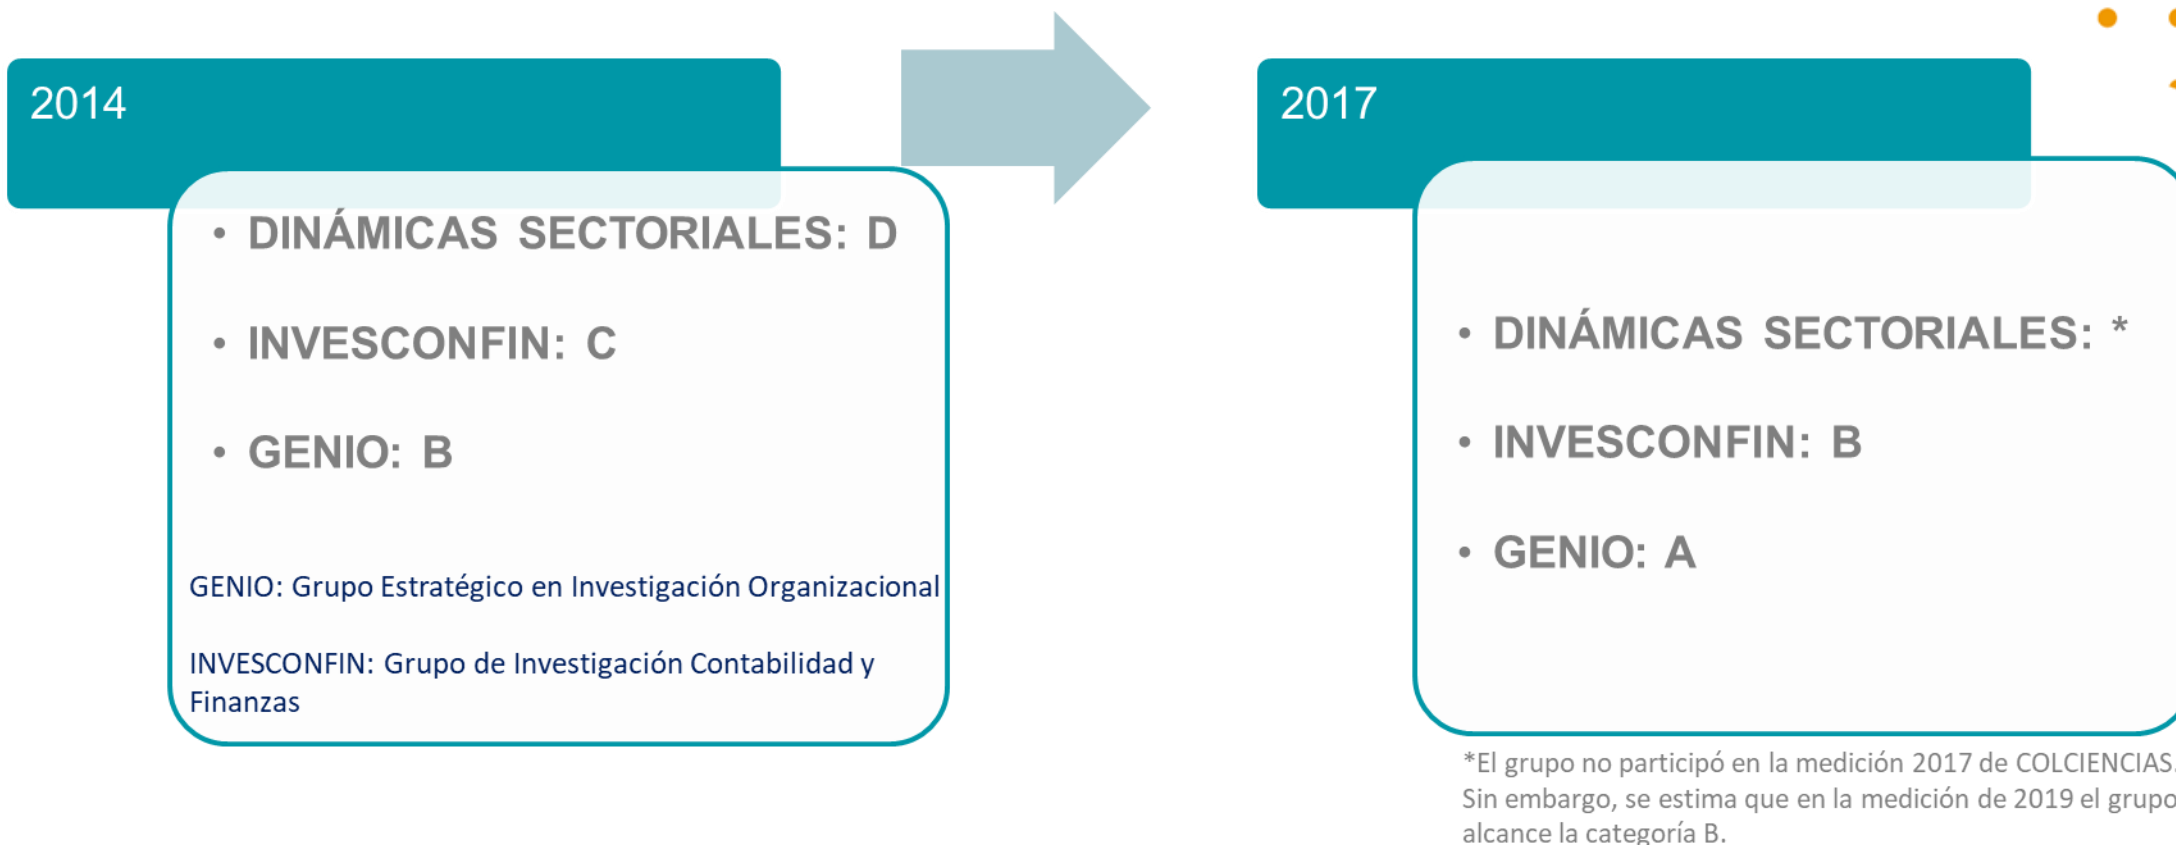 2014
• DINÁMICAS SECTORIALES: D
• INVESCONFIN: C
• GENIO: B
GENIO: Grupo Estratégico en Investigación Organizacional
INVESCONFIN: Grupo de Investigación Contabilidad y
Finanzas
2017
• DINÁMICAS SECTORIALES: *
• INVESCONFIN: B
• GENIO: A
*El grupo no participó en la medición 2017 de COLCIENCIAS.
Sin embargo, se estima que en la medición de 2019 el grupo
alcance la categoría B.